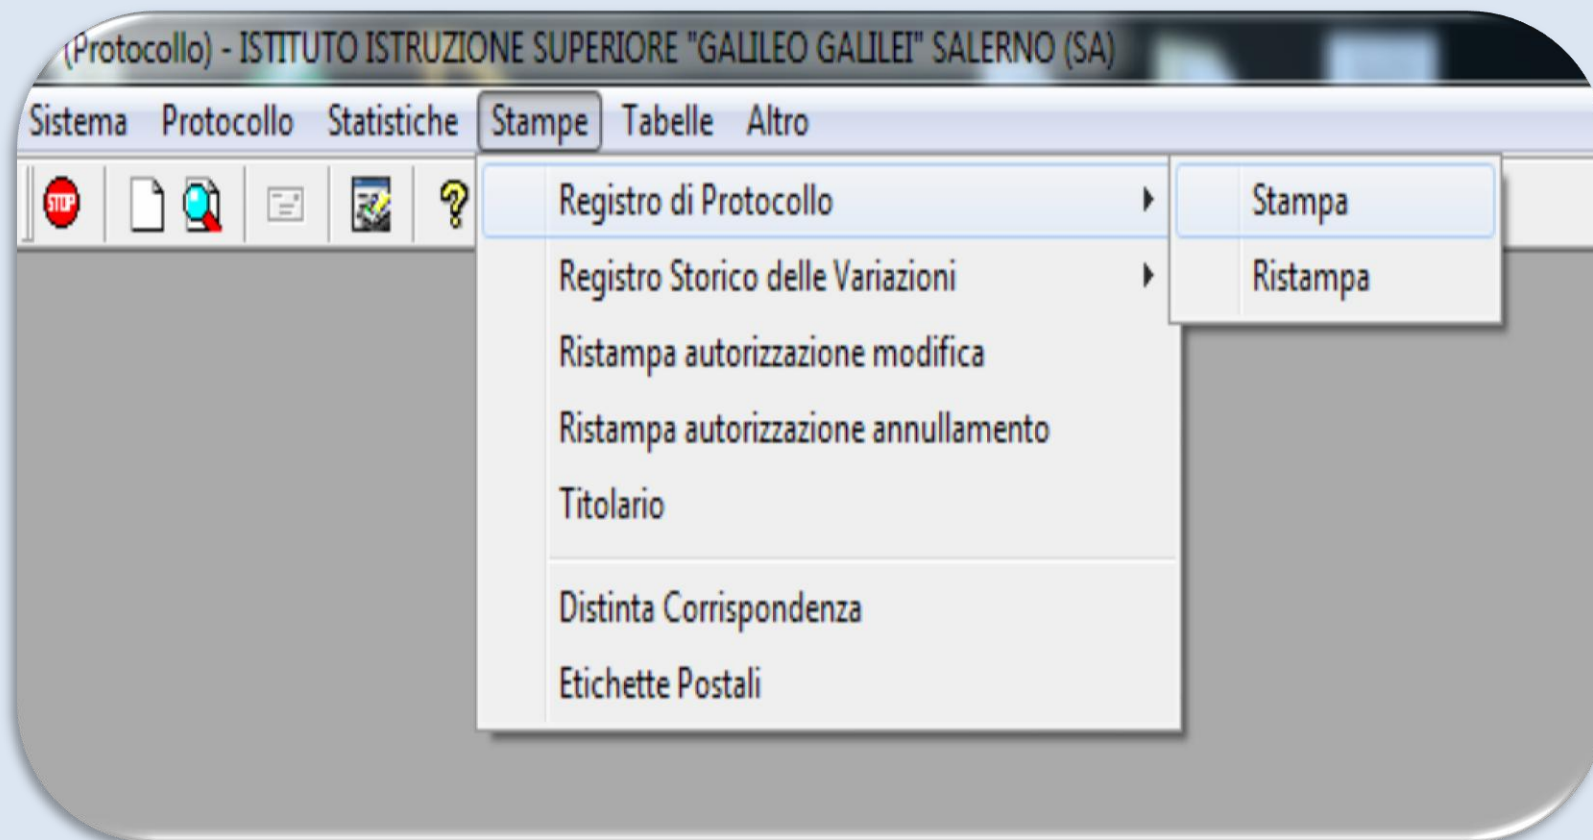 (Protocollo) - ISTITUTO ISTRUZIONE SUPERIORE "GALILEO GALILEI" SALERNO (SA)
Sistema Protocollo Statistiche Stampe Tabelle Altro
STOP
Registro di Protocollo
Stampa
Registro Storico delle Variazioni
Ristampa
Ristampa autorizzazione modifica
Ristampa autorizzazione annullamento
Titolario
Distinta Corrispondenza
Etichette Postali